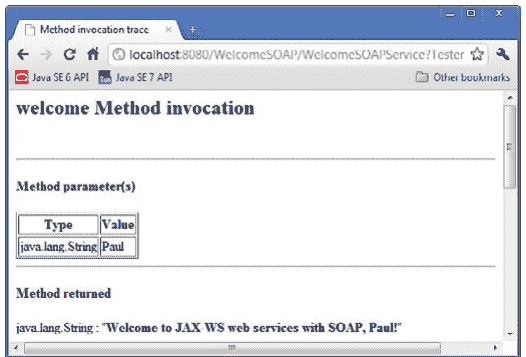 Method invocation trace
localhost:8080/WelcomeSOAP/WelcomeSOAPService?Tester
Java SE 6 API Java SE 7 API Other bookmarks
welcome Method invocation
Method parameter(s)
Type Value
java.lang.String Paul
Method returned
java.lang.String : "Welcome to JAX-WS web services with SOAP, Paul!"